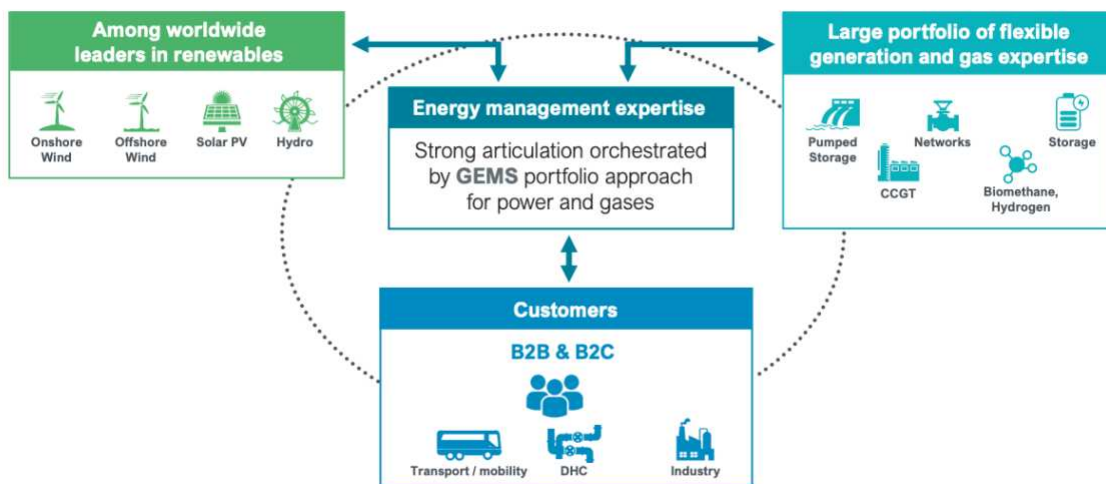 Among worldwide
leaders in renewables
Onshore
Wind
Offshore
Wind
Solar PV
Hydro
Large portfolio of flexible
generation and gas expertise
Pumped
Storage
Networks
Storage
CCGT
Biomethane,
Hydrogen
Energy management expertise
Strong articulation orchestrated
by GEMS portfolio approach
for power and gases
Customers
B2B & B2C
Transport / mobility
DHC
Industry